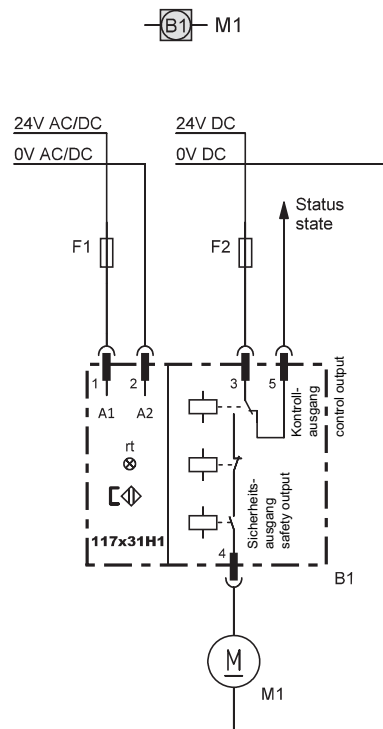 B1 M1
24V AC/DC
24V DC
0V AC/DC
0V DC
Status
state
F1
F2
1
2
3
5
A1
A2
Kontroll-
ausgang
control output
rt
Sicherheits-
ausgang
safety output
117x31H1
4
B1
M
M1